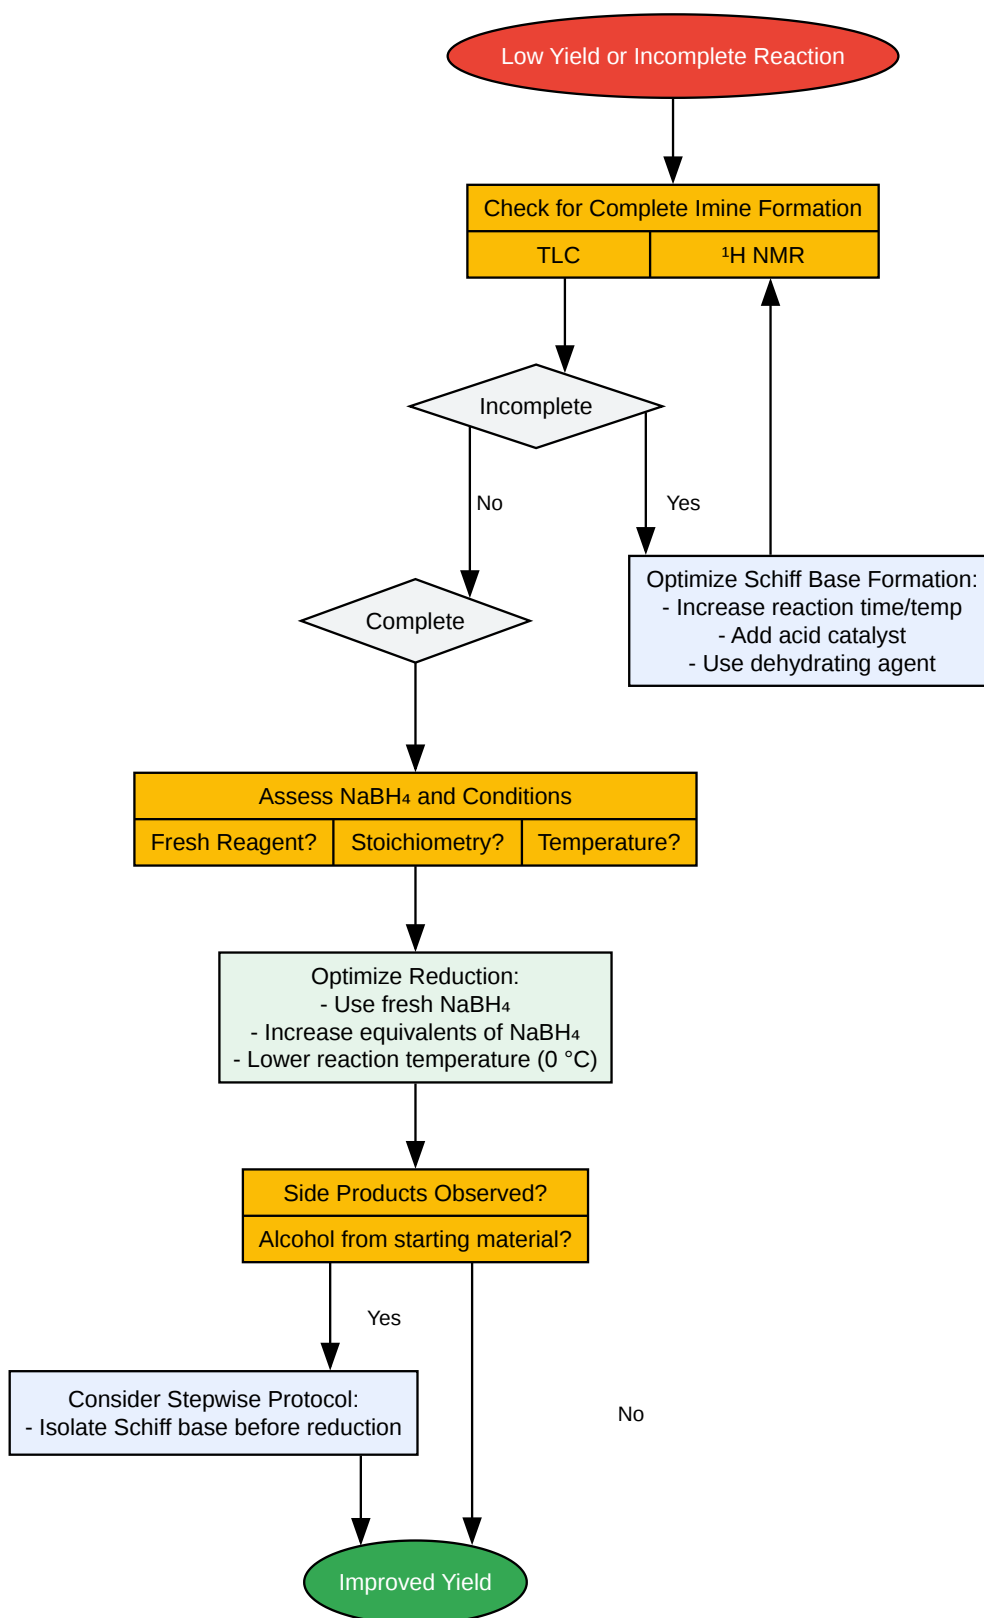 Low Yield or Incomplete Reaction
Check for Complete Imine Formation
TLC
¹H NMR
Incomplete
No
Yes
Optimize Schiff Base Formation:
- Increase reaction time/temp
- Add acid catalyst
- Use dehydrating agent
Complete
Assess NaBH₄ and Conditions
Fresh Reagent?
Stoichiometry?
Temperature?
Optimize Reduction:
- Use fresh NaBH₄
- Increase equivalents of NaBH₄
- Lower reaction temperature (0 °C)
Side Products Observed?
Alcohol from starting material?
Yes
Consider Stepwise Protocol:
- Isolate Schiff base before reduction
No
Improved Yield